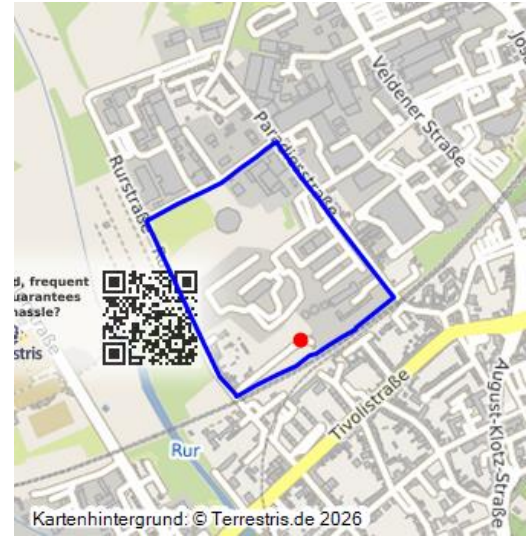 Veldener Straße
Paradiesstraße
Rurstraße
d, frequent
uarantees
hassle?
stris
Tivolistraße
August-Klotz-Straße
Rur
Kartenhintergrund: © Terrestris.de 2026